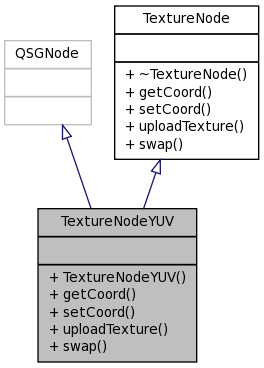 TextureNode
+ ~TextureNode()
+ getCoord()
+ setCoord()
+ uploadTexture()
+ swap()
QSGNode
TextureNodeYUV
+ TextureNodeYUV()
+ getCoord()
+ setCoord()
+ uploadTexture()
+ swap()